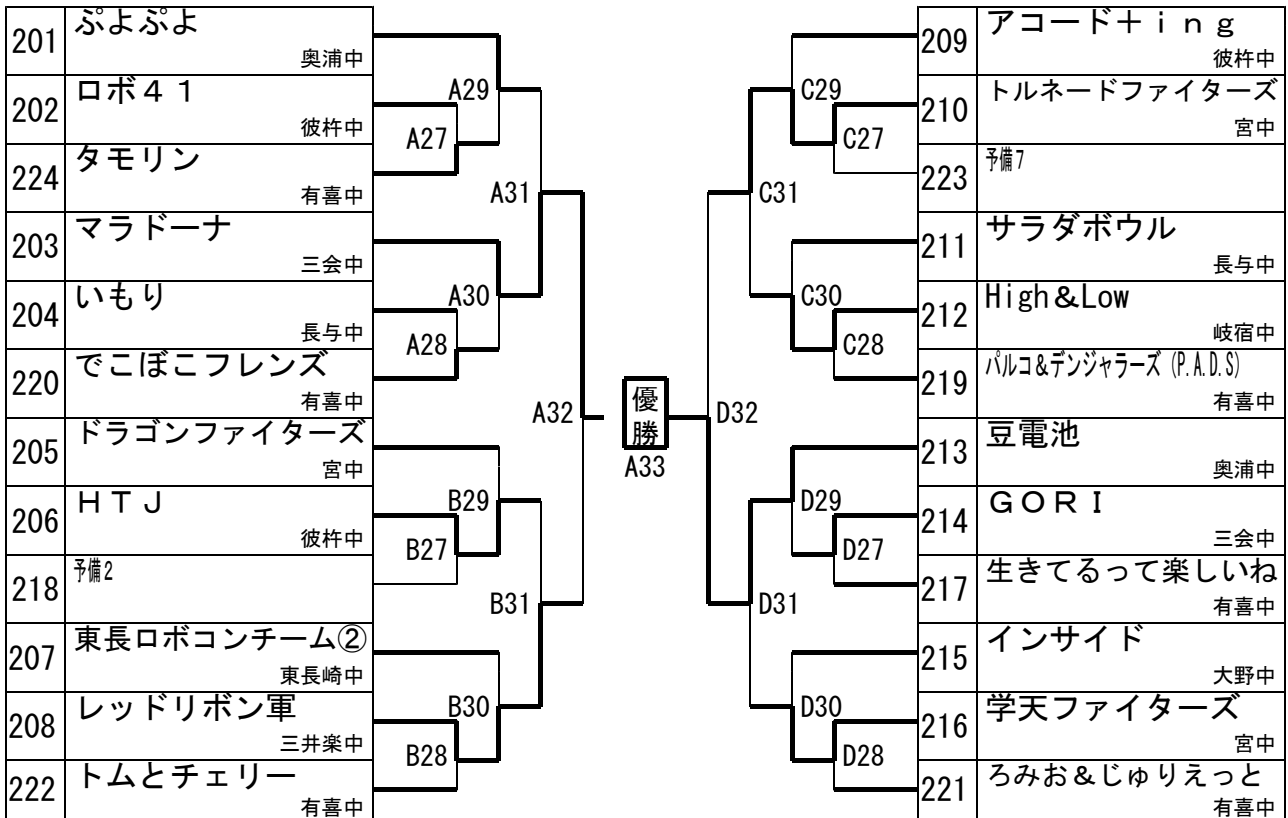 201 ぷよぷよ
奥浦中
202 ロボ４１
彼杵中
224 タモリン
有喜中
203 マラドーナ
三会中
204 いもり
長与中
220 でこぼこフレンズ
有喜中
205 ドラゴンファイターズ
宮中
206 ＨＴＪ
彼杵中
218 予備2
207 東長ロボコンチーム②
東長崎中
208 レッドリボン軍
三井楽中
222 トムとチェリー
有喜中
A29
A27
A31
A30
A28
A32
B29
B27
B31
B30
B28
優勝
A33
C29
C27
C31
C30
C28
D32
D29
D27
D31
D30
D28
209 アコード＋ｉｎｇ
彼杵中
210 トルネードファイターズ
宮中
223 予備7
211 サラダボウル
長与中
212 High＆Low
岐宿中
219 パルコ＆デンジャラーズ (P.A.D.S)
有喜中
213 豆電池
奥浦中
214 ＧＯＲＩ
三会中
217 生きてるって楽しいね
有喜中
215 インサイド
大野中
216 学天ファイターズ
宮中
221 ろみお＆じゅりえっと
有喜中